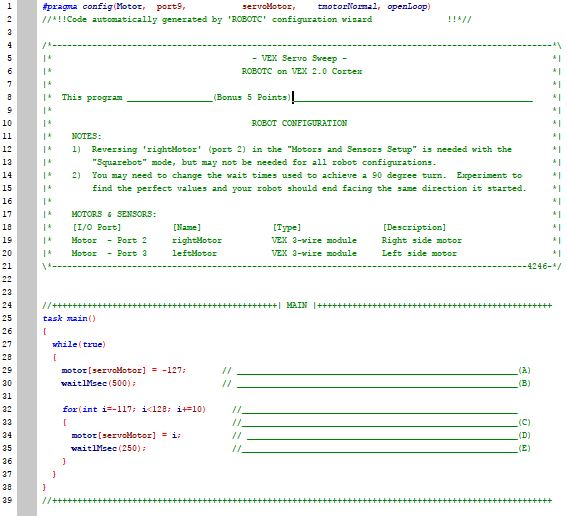 1 #pragma config(Motor, port9, servoMotor, tmotorNormal, openLoop)
2 //*!!Code automatically generated by 'ROBOTC' configuration wizard !!*//
3
4 /*----------------------------------------------------------------------------------------------------*\
5 |* - VEX Servo Sweep - *|
6 |* ROBOTC on VEX 2.0 Cortex *|
7 |* *|
8 |* This program __________________(Bonus 5 Points)__________________________________________________ *|
9 |* *|
10 |* ROBOT CONFIGURATION *|
11 |* NOTES: *|
12 |* 1) Reversing 'rightMotor' (port 2) in the "Motors and Sensors Setup" is needed with the *|
13 |* "Squarebot" mode, but may not be needed for all robot configurations. *|
14 |* 2) You may need to change the wait times used to achieve a 90 degree turn. Experiment to *|
15 |* find the perfect values and your robot should end facing the same direction it started. *|
16 |* *|
17 |* MOTORS & SENSORS: *|
18 |* [I/O Port] [Name] [Type] [Description] *|
19 |* Motor - Port 2 rightMotor VEX 3-wire module Right side motor *|
20 |* Motor - Port 3 leftMotor VEX 3-wire module Left side motor *|
21 \*-----------------------------------------------------------------------------------------------4246-*/
22
23
24 //+++++++++++++++++++++++++++++++++++++++++++++| MAIN |+++++++++++++++++++++++++++++++++++++++++++++++
25 task main()
26 {
27 while(true)
28 {
29 motor[servoMotor] = -127; // ________________________________________________________(A)
30 wait1Msec(500); // ________________________________________________________(B)
31
32 for(int i=-117; i<128; i+=10) //_______________________________________________________
33 { //_______________________________________________________(C)
34 motor[servoMotor] = i; // ______________________________________________________(D)
35 wait1Msec(250); //_______________________________________________________(E)
36 }
37 }
38 }
39 //++++++++++++++++++++++++++++++++++++++++++++++++++++++++++++++++++++++++++++++++++++++++++++++++++++